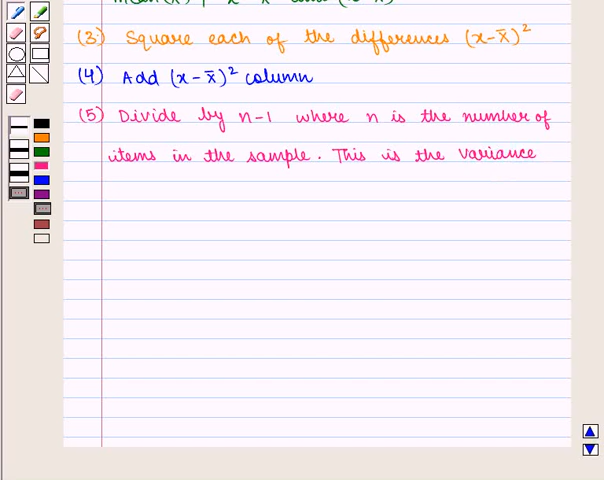 (3) Square each of the differences (x-x̄)²
(4) Add (x-x̄)² column
(5) Divide by n-1 where n is the number of
items in the sample. This is the variance